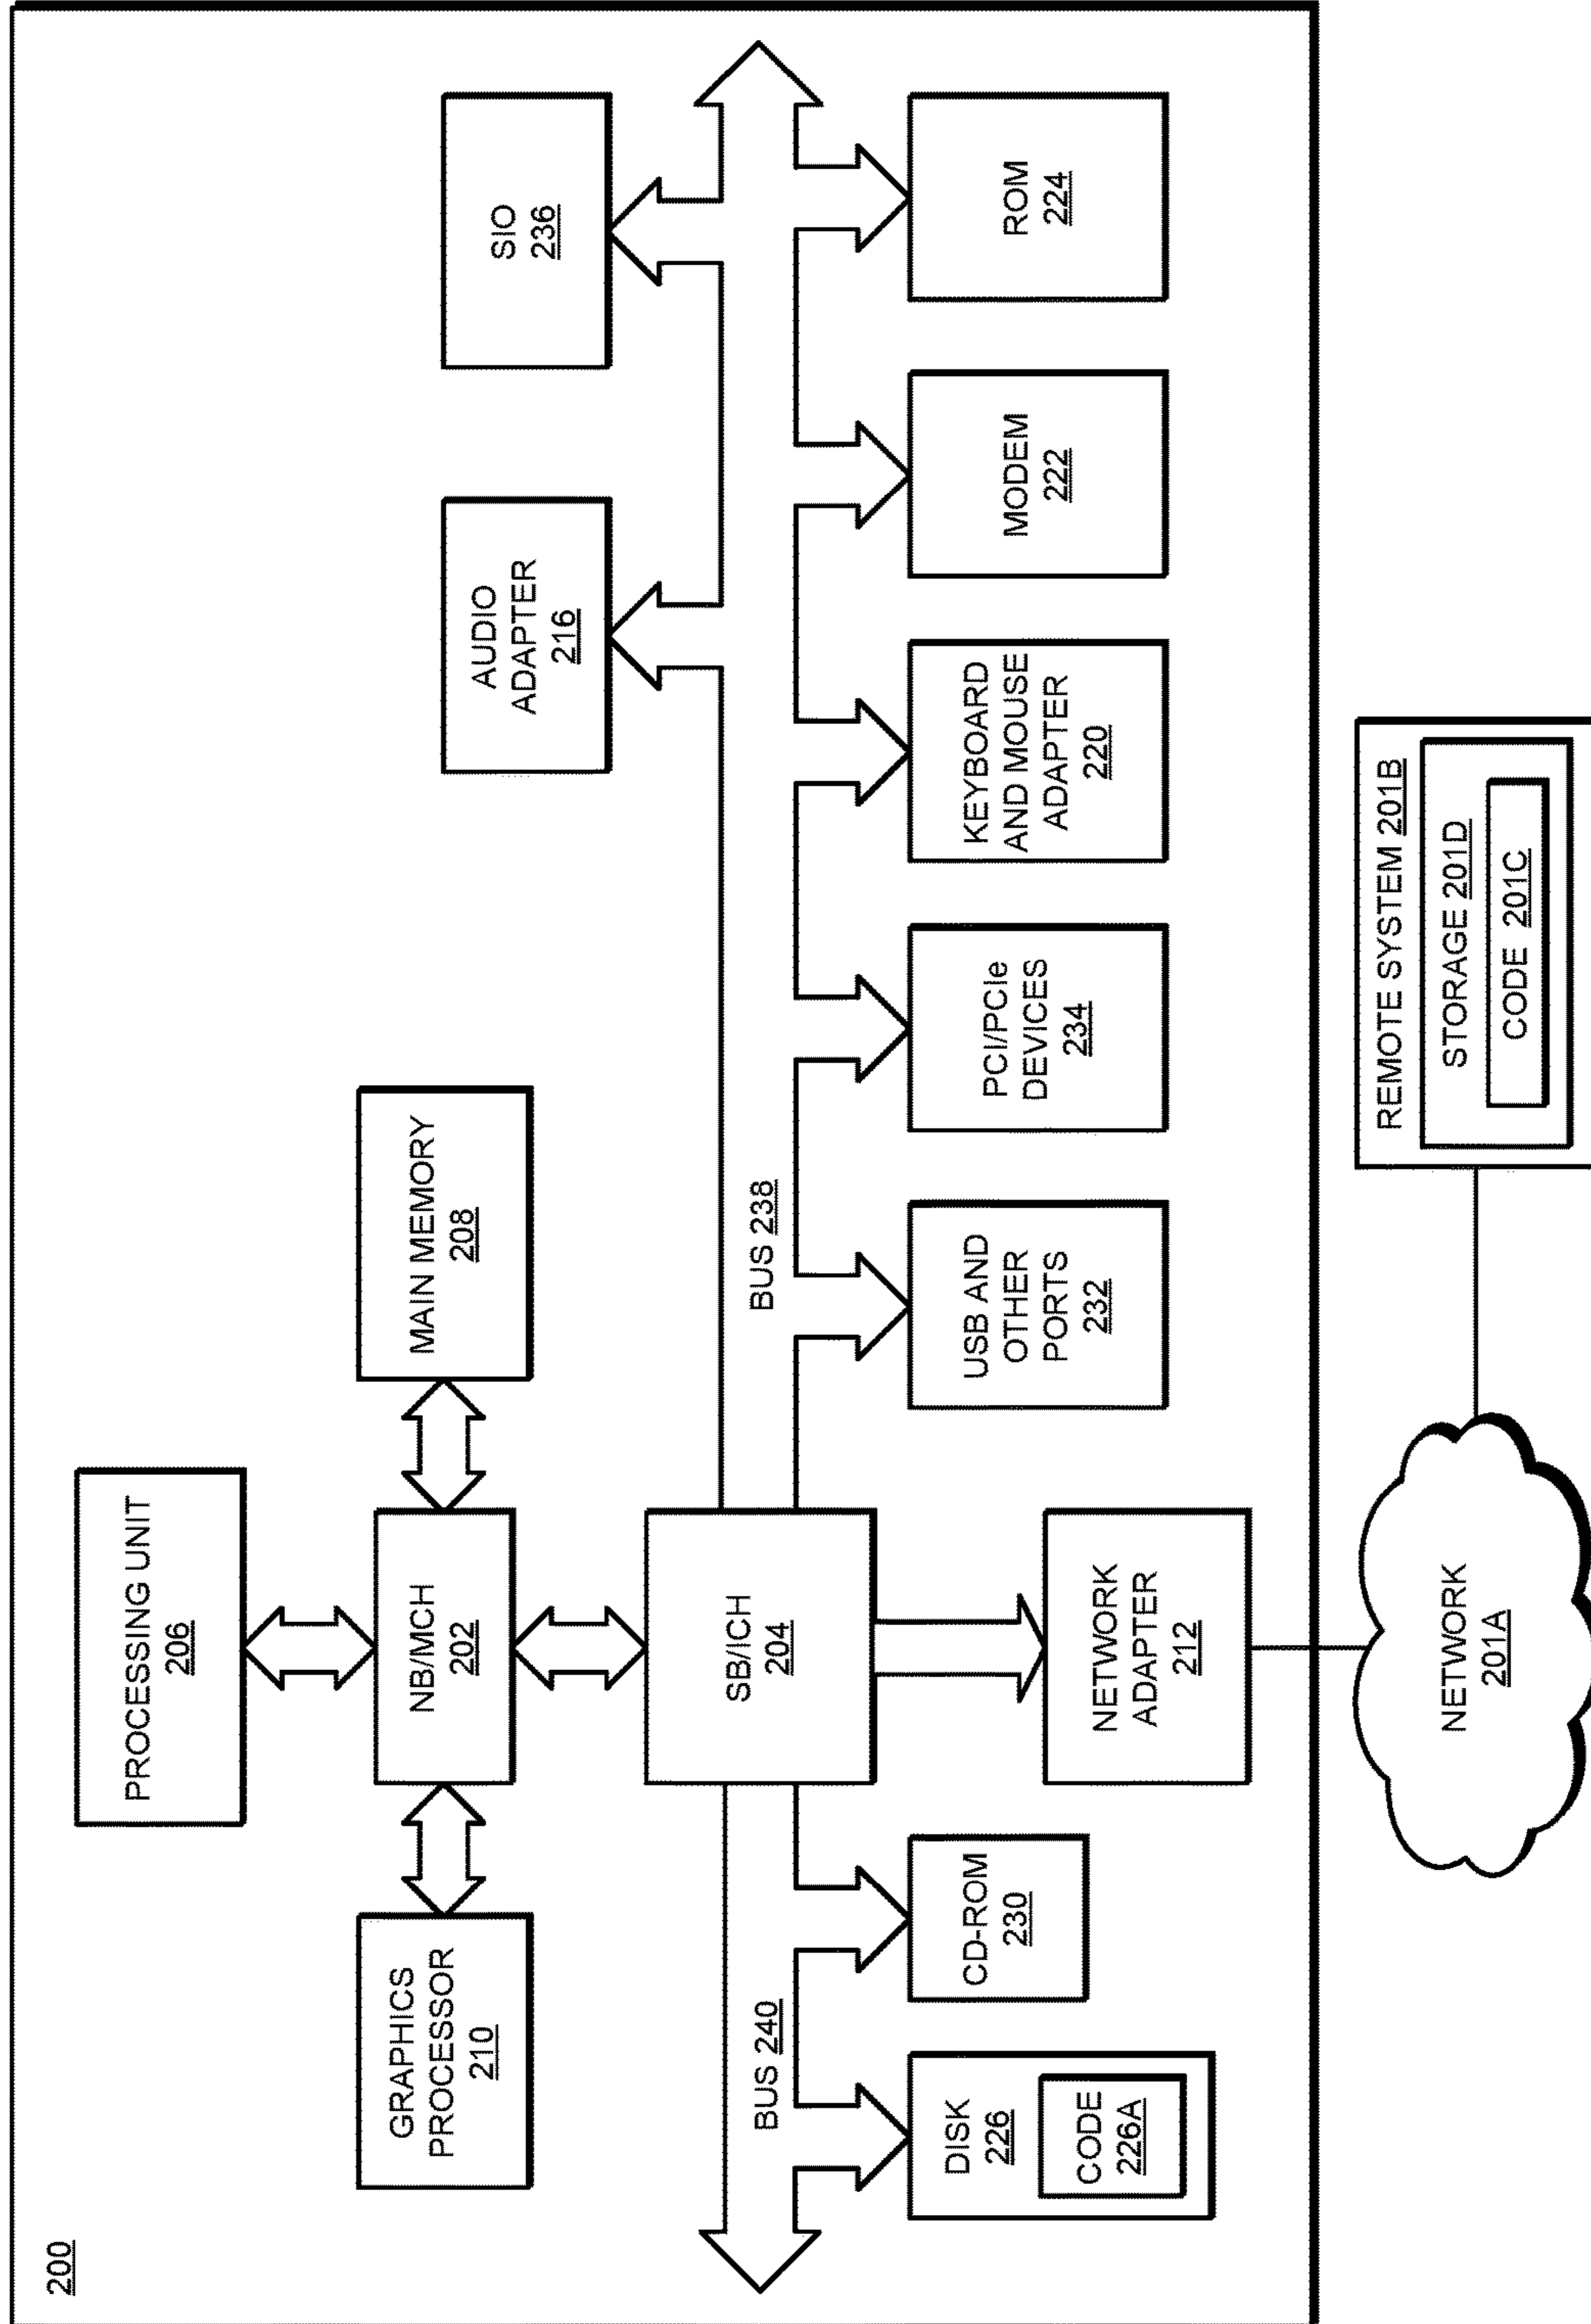 200
PROCESSING UNIT
206
GRAPHICS
PROCESSOR
210
NB/MCH
202
MAIN MEMORY
208
AUDIO
ADAPTER
216
SIO
236
SB/ICH
204
BUS 240
BUS 238
DISK
226
CODE
226A
CD-ROM
230
NETWORK
ADAPTER
212
USB AND
OTHER
PORTS
232
PCI/PCIe
DEVICES
234
KEYBOARD
AND MOUSE
ADAPTER
220
MODEM
222
ROM
224
NETWORK
201A
REMOTE SYSTEM 201B
STORAGE 201D
CODE 201C